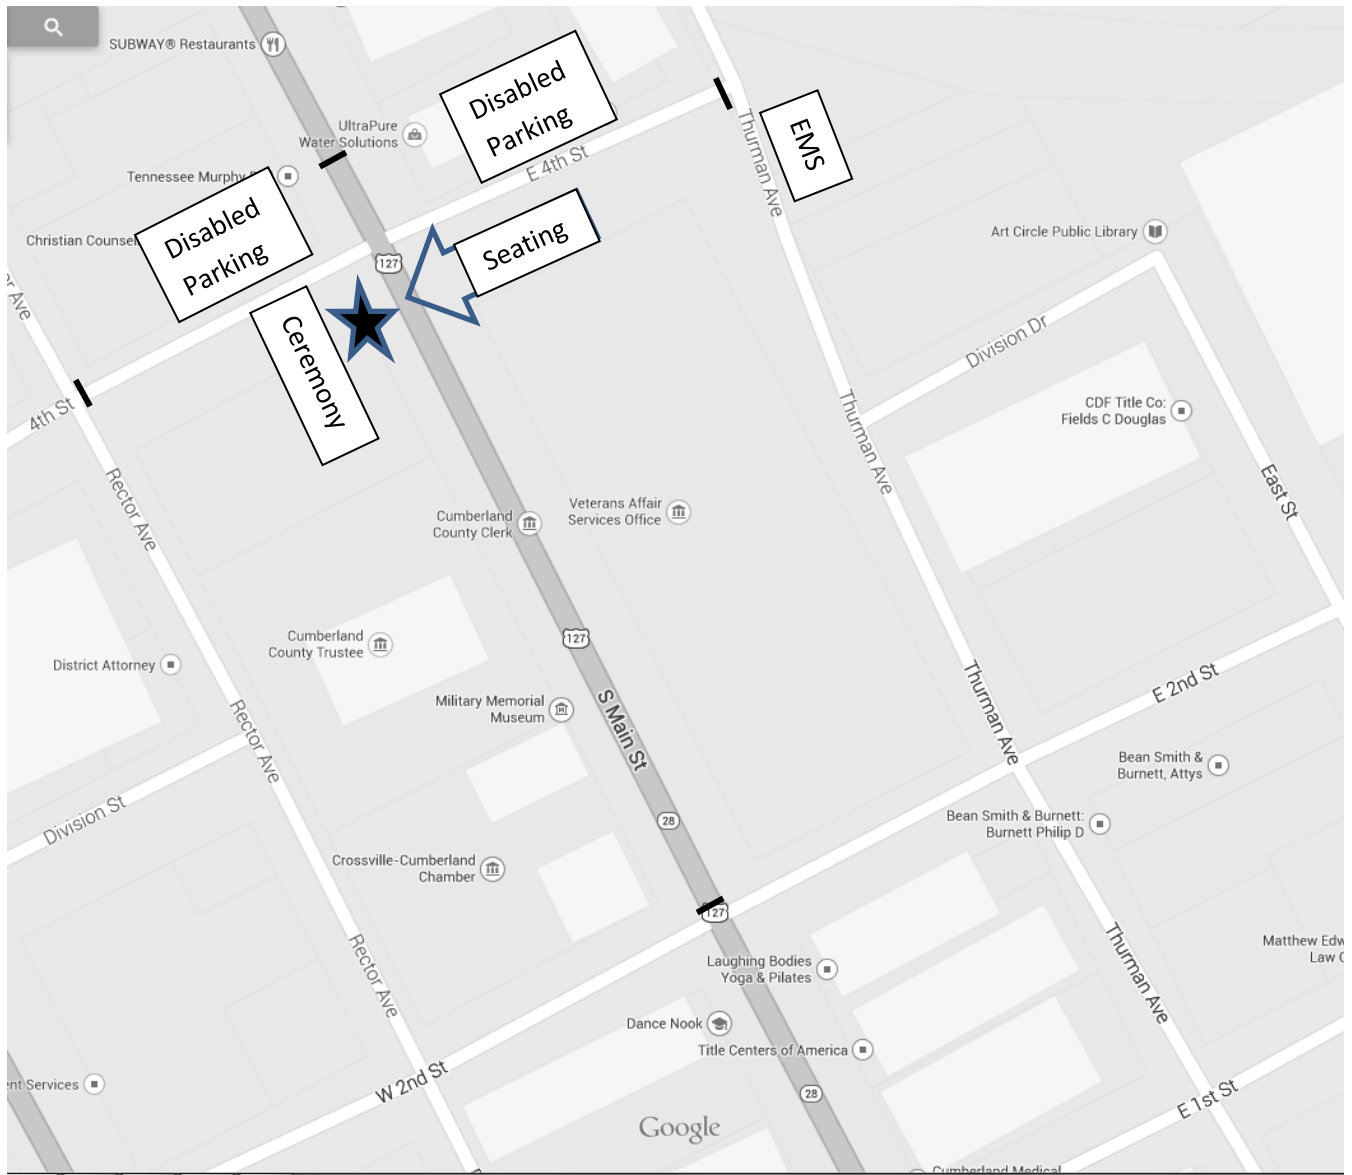 SUBWAY® Restaurants
Disabled
Parking
UltraPure
Water Solutions
EMS
Thurman Ave
E 4th St
Tennessee Murphy
Disabled
Parking
Seating
Christian
Art Circle Public Library
127
Ceremony
Division Dr
4th St
Thurman Ave
CDF Title Co:
Fields C Douglas
Rector Ave
East St
Cumberland
County Clerk
Veterans Affair
Services Office
127
Cumberland
County Trustee
District Attorney
Military Memorial
Museum
S Main St
Thurman Ave
E 2nd St
Rector Ave
Bean Smith &
Burnett, Attys
Division St
28
Bean Smith & Burnett:
Burnett Philip D
Crossville-Cumberland
Chamber
127
Rector Ave
Laughing Bodies
Yoga & Pilates
Thurman Ave
Matthew
Law
Dance Nook
Title Centers of America
W 2nd St
Services
28
E 1st St
Google
Cumberland Medical